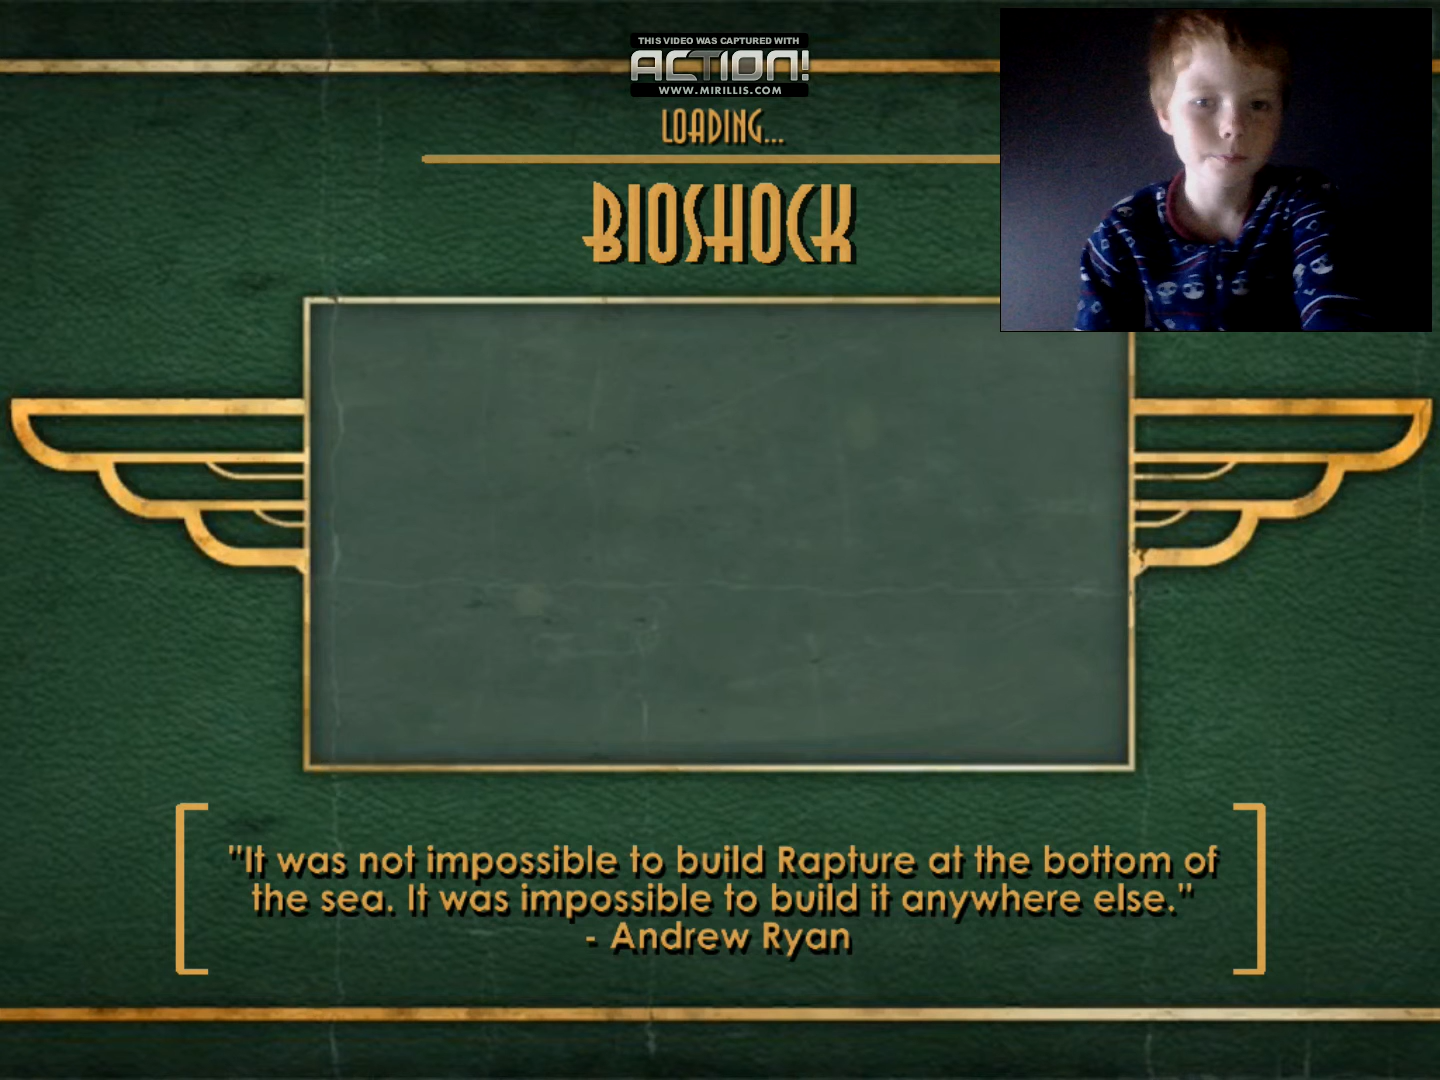 THIS VIDEO WAS CAPTURED WITH
ACTION!
WWW.MIRILLIS.COM
LOADING...
BIOSHOCK
"It was not impossible to build Rapture at the bottom of
the sea. It was impossible to build it anywhere else."
- Andrew Ryan